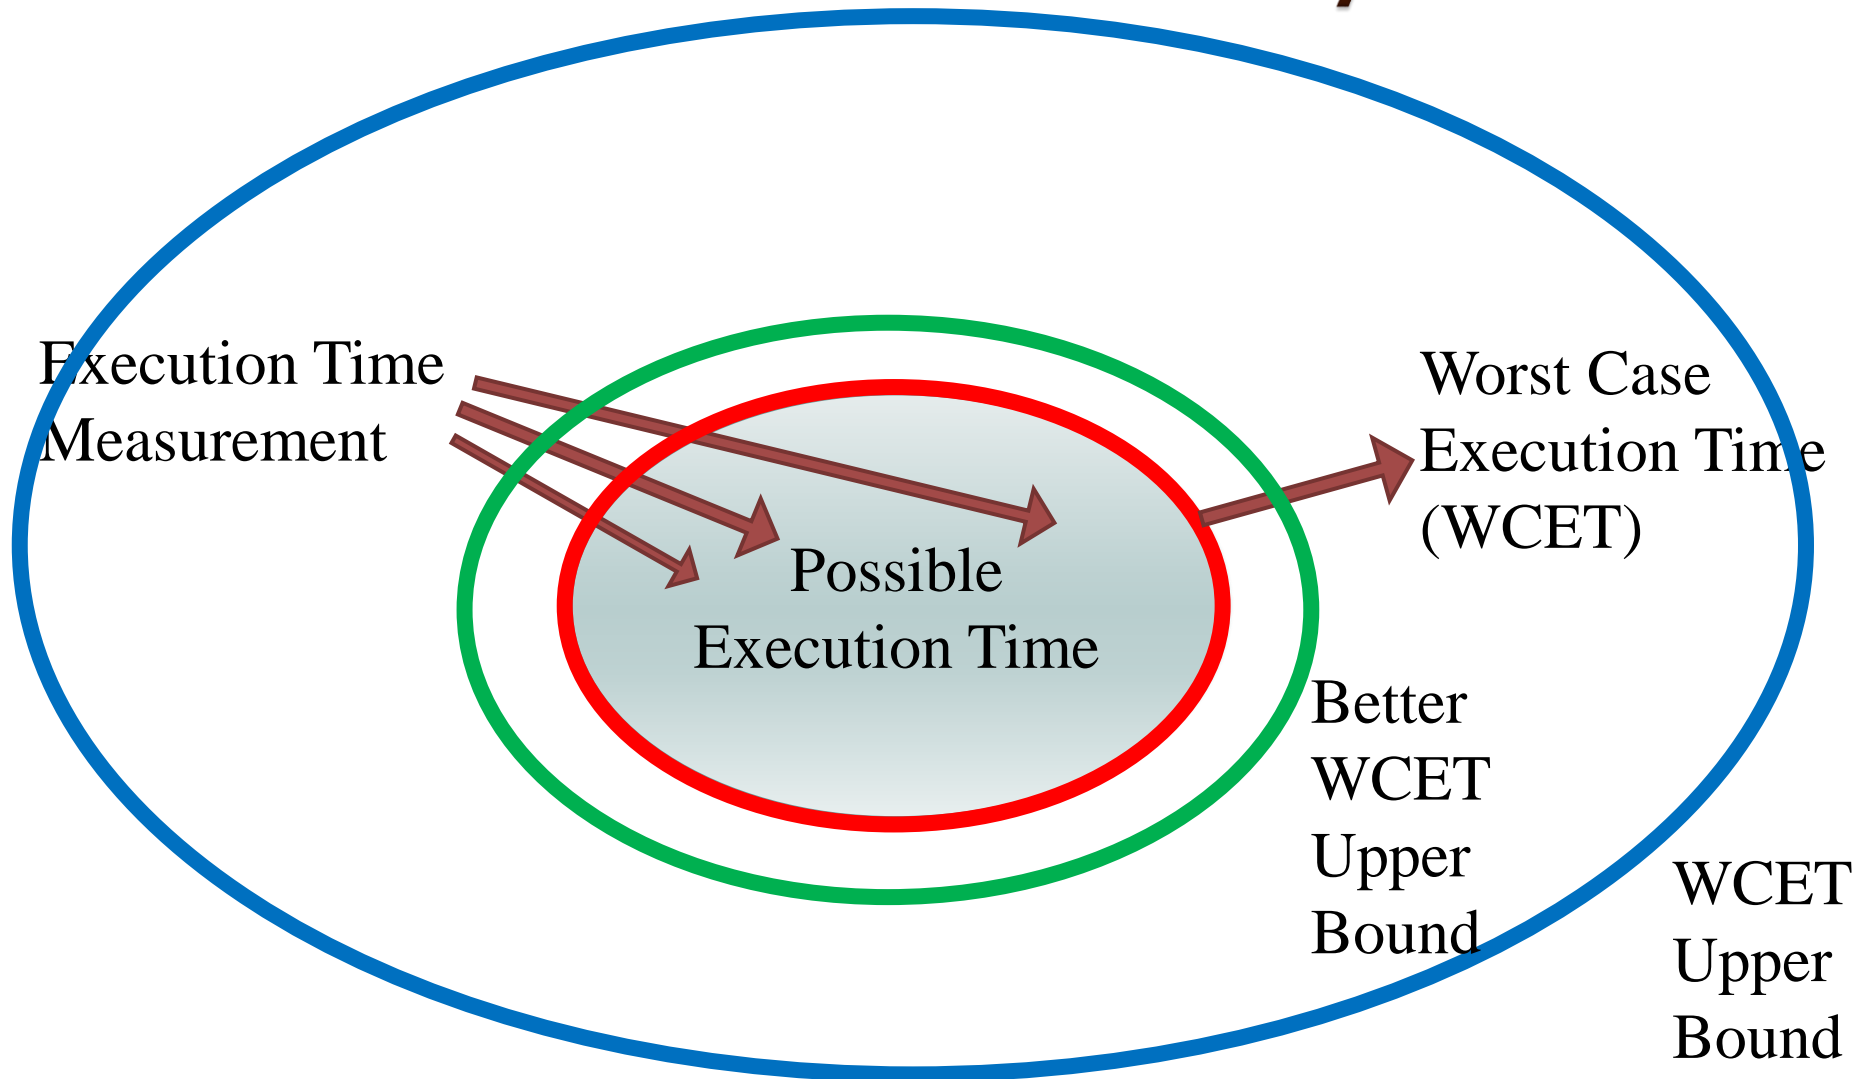 Execution Time
Measurement
Worst Case
Execution Time
(WCET)
Possible
Execution Time
Better
WCET
Upper
Bound
WCET
Upper
Bound